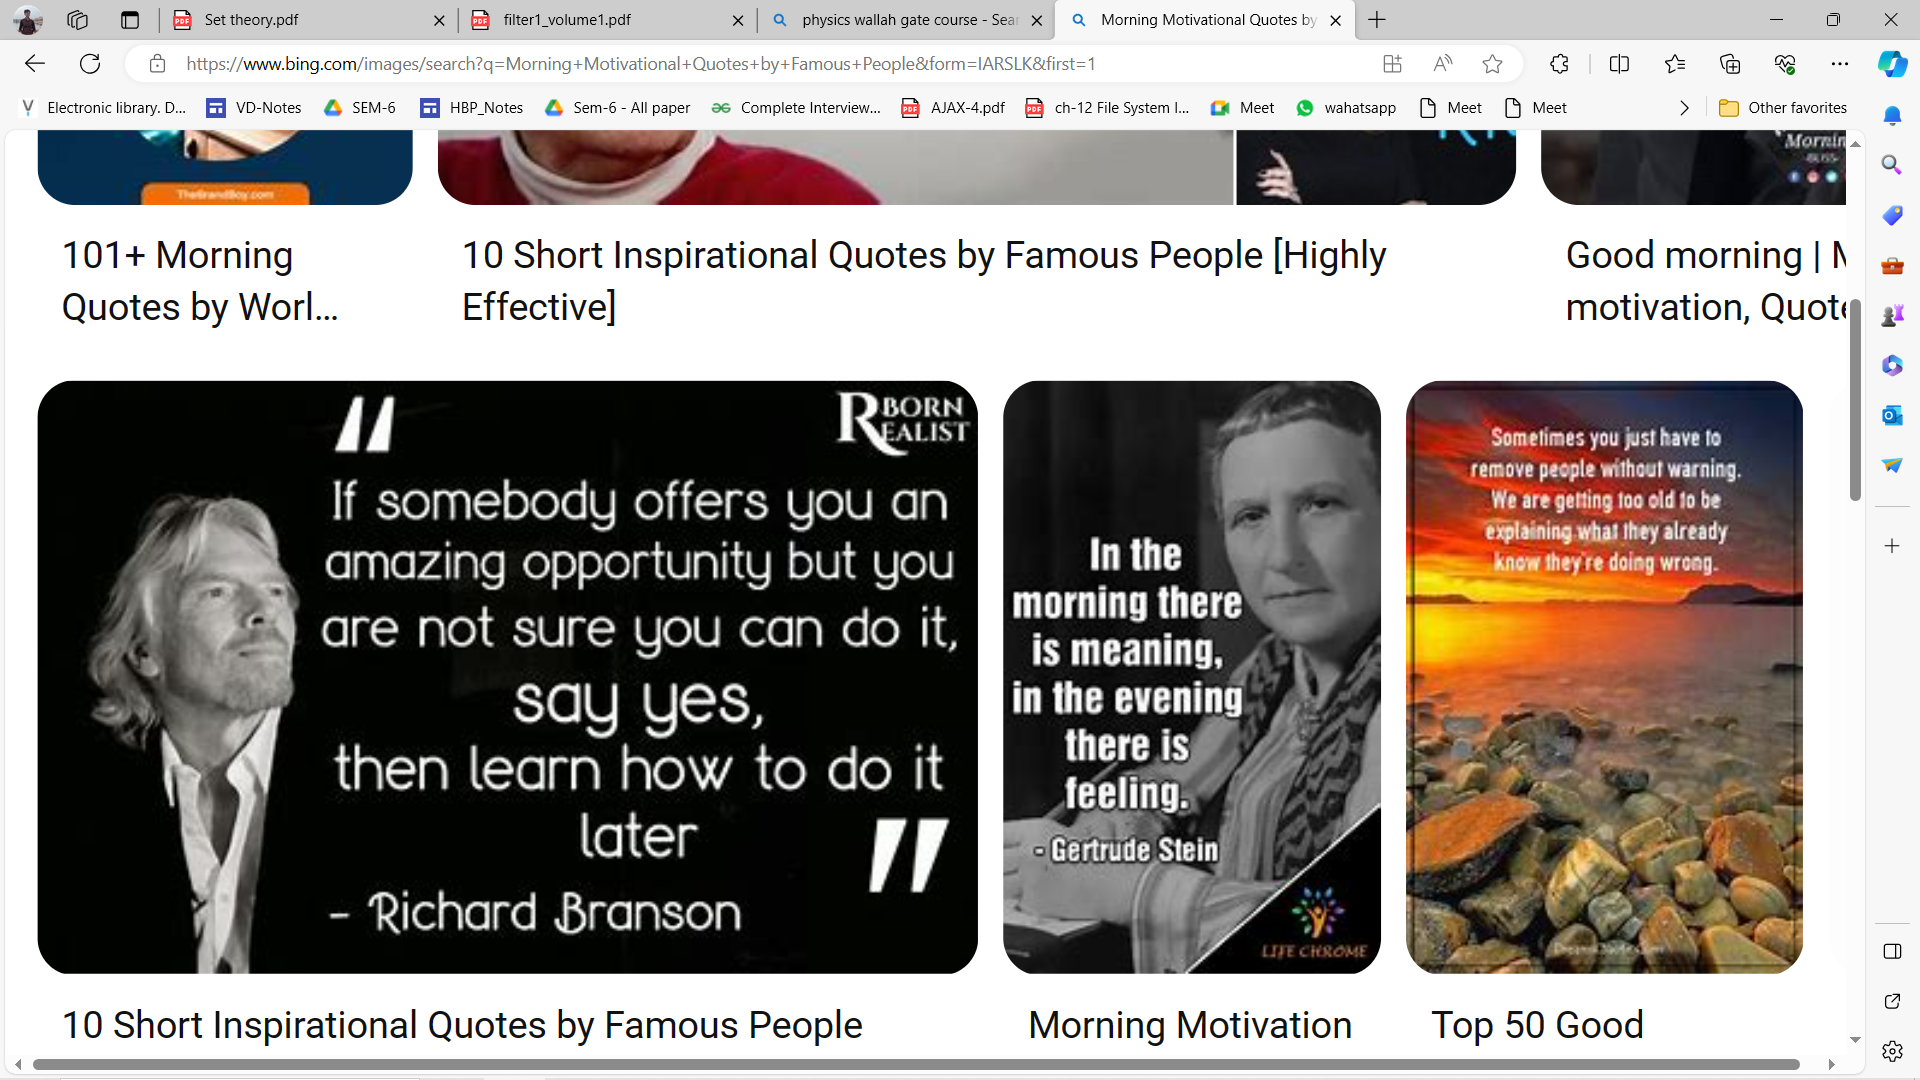 Set theory.pdf
filter1_volume1.pdf
physics wallah gate course - Sear
Morning Motivational Quotes by
https://www.bing.com/images/search?q=Morning+Motivational+Quotes+by+Famous+People&form=IARSLK&first=1
Electronic library. D...
VD-Notes
SEM-6
HBP_Notes
Sem-6 - All paper
Complete Interview...
AJAX-4.pdf
ch-12 File System I...
Meet
wahatsapp
Meet
Meet
Other favorites
TheBrandBoy.com
Mornin
101+ Morning
Quotes by Worl...
10 Short Inspirational Quotes by Famous People [Highly
Effective]
Good morning | M
motivation, Quote
R BORN
REALIST
If somebody offers you an
amazing opportunity but you
are not sure you can do it,
say yes,
then learn how to do it
later
- Richard Branson
In the
morning there
is meaning,
in the evening
there is
feeling.
- Gertrude Stein
LIFE CHROME
Sometimes you just have to
remove people without warning.
We are getting too old to be
explaining what they already
know they're doing wrong.
10 Short Inspirational Quotes by Famous People
Morning Motivation
Top 50 Good